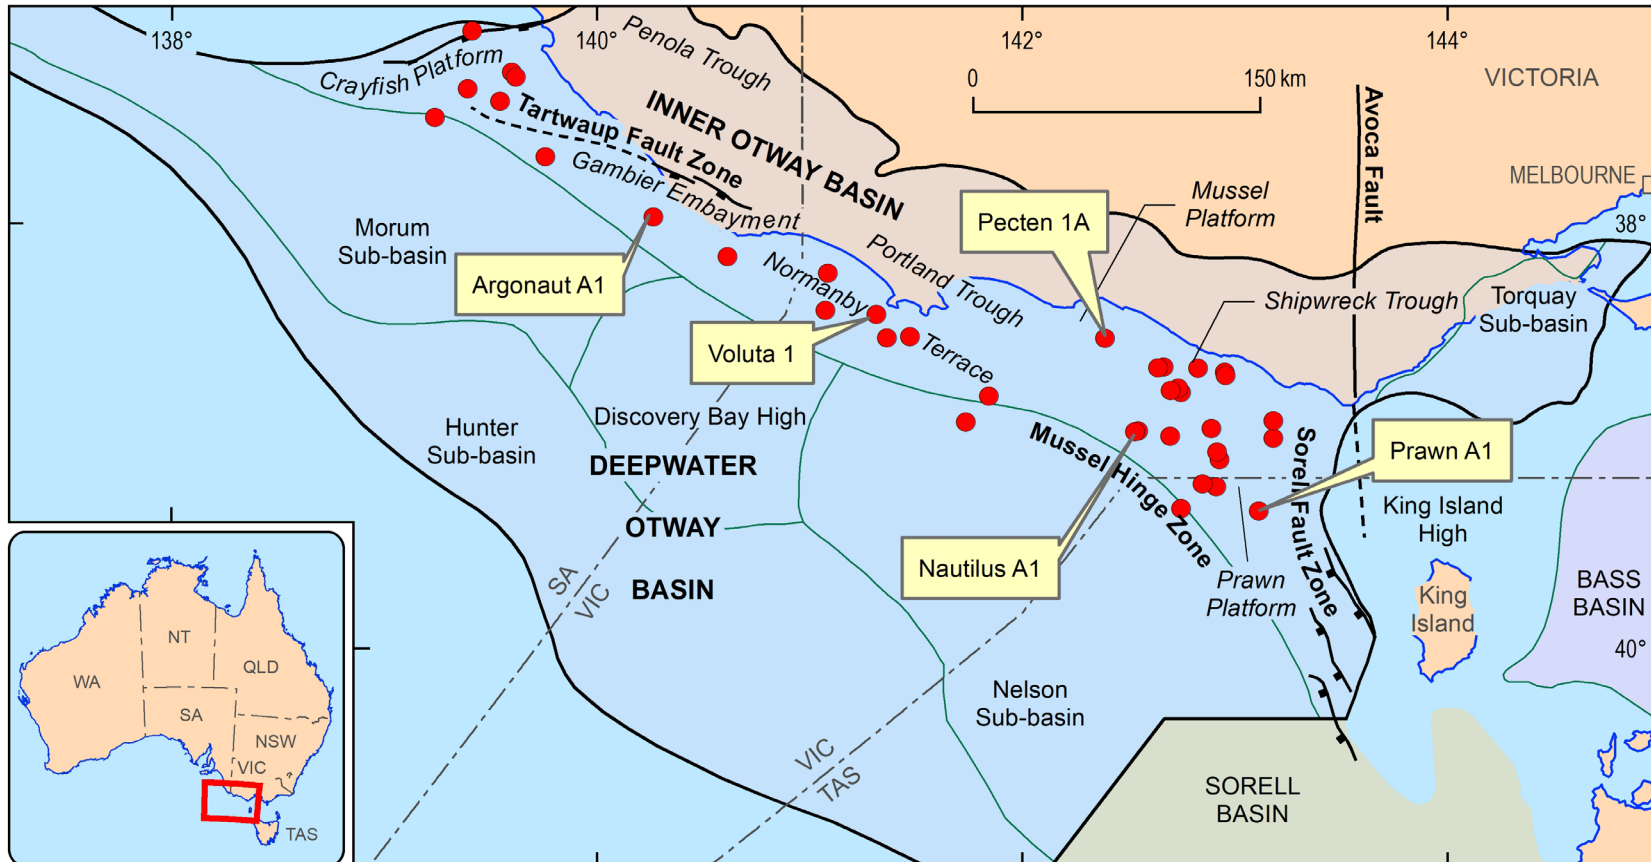 138°
140°
142°
144°
Penola Trough
Crayfish Platform
0
150 km
VICTORIA
INNER OTWAY BASIN
Tartwaup Fault Zone
Avoca Fault
Gambier Embayment
MELBOURNE
Mussel
Platform
38°
Pecten 1A
Morum
Sub-basin
Portland Trough
Normanby
Terrace
Argonaut A1
Shipwreck Trough
Torquay
Sub-basin
Voluta 1
Discovery Bay High
Hunter
Sub-basin
Mussel Hinge Zone
Sorell Fault Zone
Prawn A1
DEEPWATER
OTWAY
BASIN
King Island
High
Nautilus A1
SA
VIC
Prawn
Platform
King
Island
BASS
BASIN
40°
Nelson
Sub-basin
VIC
TAS
SORELL
BASIN
WA
NT
QLD
SA
NSW
VIC
TAS